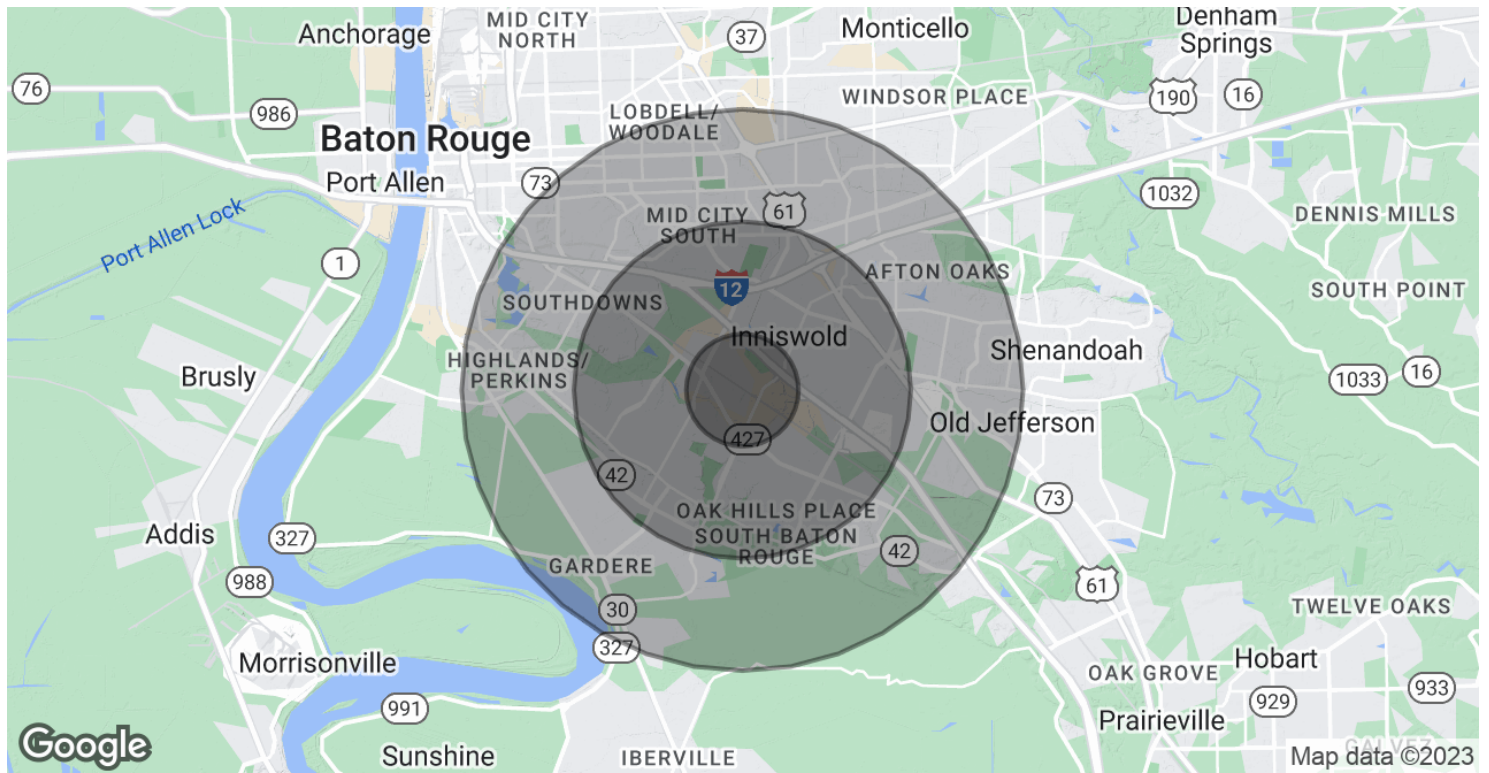 Anchorage
MID CITY
NORTH
37
Monticello
Denham
Springs
76
986
LOBDELL/
WOODALE
WINDSOR PLACE
190
16
Baton Rouge
Port Allen
73
1032
Port Allen Lock
MID CITY
SOUTH
61
DENNIS MILLS
1
12
AFTON OAKS
SOUTH POINT
SOUTHDOWNS
Inniswold
Shenandoah
HIGHLANDS/
PERKINS
Brusly
1033
16
427
Old Jefferson
42
73
OAK HILLS PLACE
SOUTH BATON
ROUGE
Addis
327
42
988
GARDERE
61
30
TWELVE OAKS
327
Morrisonville
OAK GROVE
Hobart
991
929
933
Prairieville
Google
Sunshine
IBERVILLE
GALVEZ
Map data ©2023